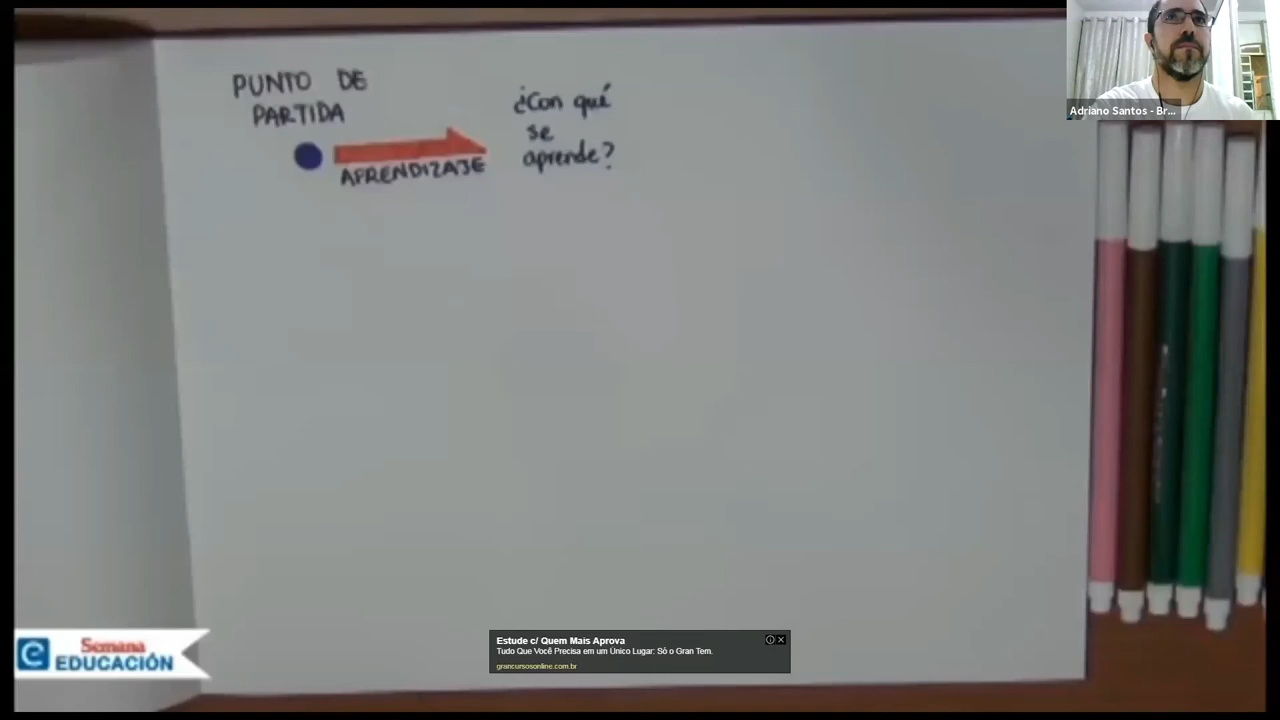 PUNTO DE
PARTIDA
APRENDIZAJE
¿Con qué
se
aprende?
Adriano Santos - Br...
Semana
EDUCACIÓN
Estude c/ Quem Mais Aprova
Tudo Que Você Precisa em um Único Lugar: Só o Gran Tem.
grancursosonline.com.br